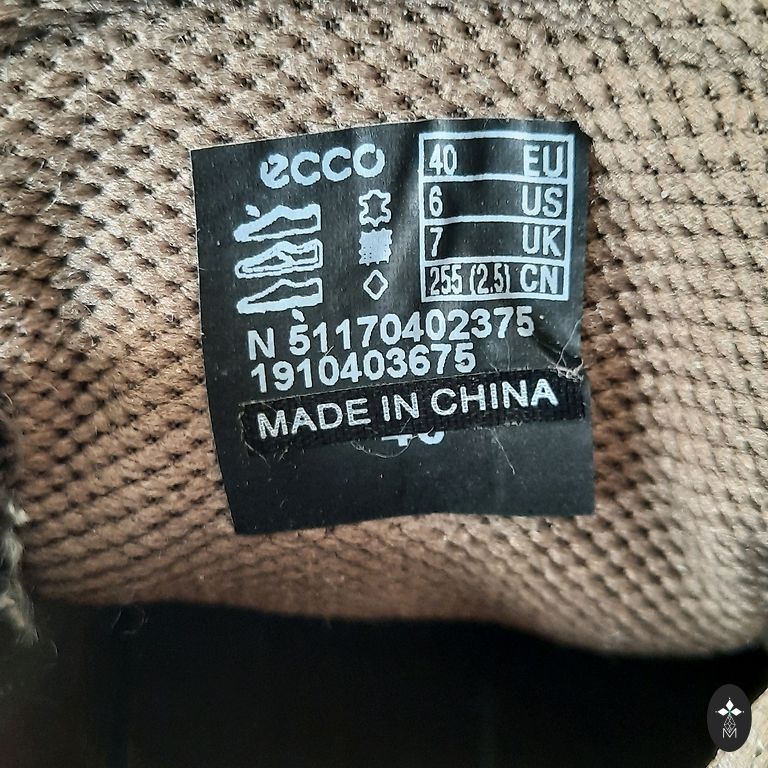 ecco
40 EU
6 US
7 UK
255 (2,5) CN
N 51170402375
1910403675
MADE IN CHINA
M